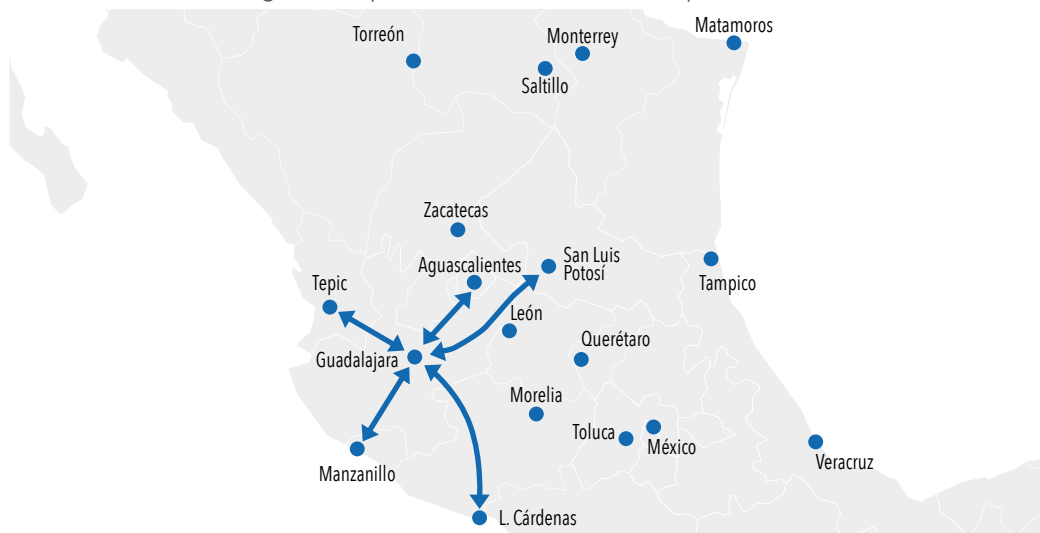 Matamoros
Torreón
Monterrey
Saltillo
Zacatecas
San Luis
Potosí
Aguascalientes
Tepic
Tampico
León
Querétaro
Guadalajara
Morelia
Toluca
México
Manzanillo
Veracruz
L. Cárdenas